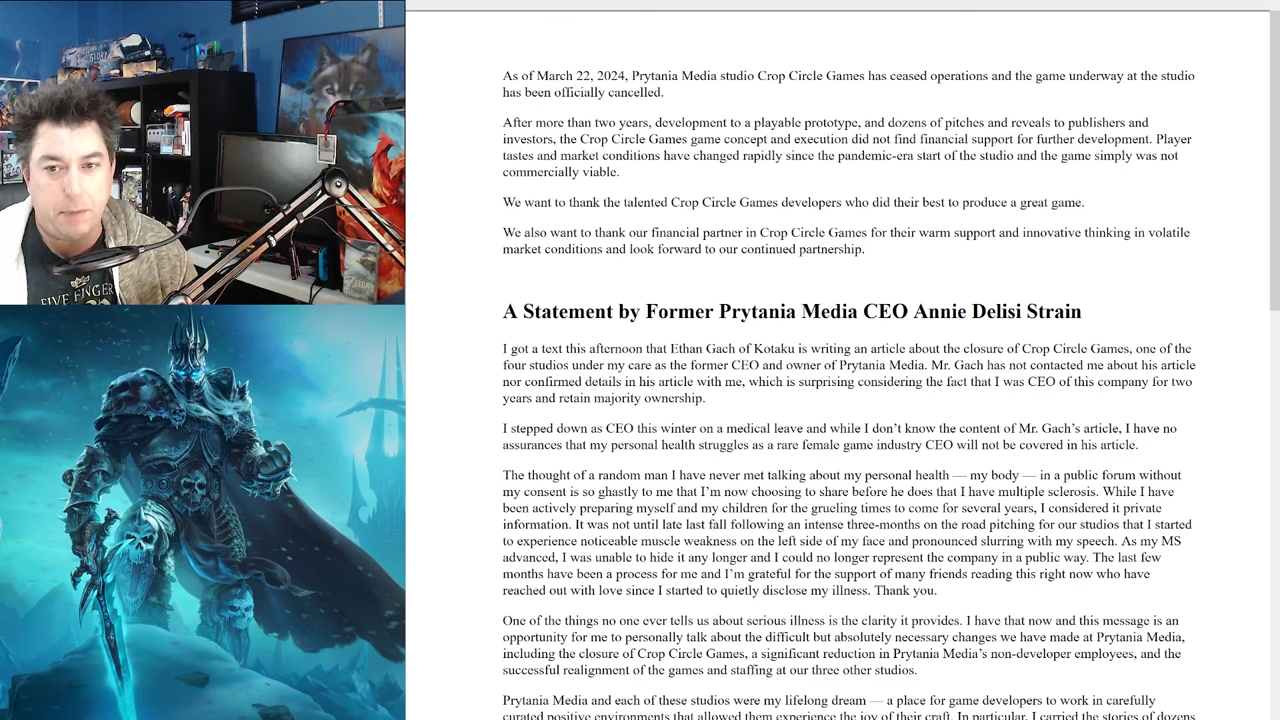 GLORY
FIVE FINGER
As of March 22, 2024, Prytania Media studio Crop Circle Games has ceased operations and the game underway at the studio
has been officially cancelled.
After more than two years, development to a playable prototype, and dozens of pitches and reveals to publishers and
investors, the Crop Circle Games game concept and execution did not find financial support for further development. Player
tastes and market conditions have changed rapidly since the pandemic-era start of the studio and the game simply was not
commercially viable.
We want to thank the talented Crop Circle Games developers who did their best to produce a great game.
We also want to thank our financial partner in Crop Circle Games for their warm support and innovative thinking in volatile
market conditions and look forward to our continued partnership.
A Statement by Former Prytania Media CEO Annie Delisi Strain
I got a text this afternoon that Ethan Gach of Kotaku is writing an article about the closure of Crop Circle Games, one of the
four studios under my care as the former CEO and owner of Prytania Media. Mr. Gach has not contacted me about his article
nor confirmed details in his article with me, which is surprising considering the fact that I was CEO of this company for two
years and retain majority ownership.
I stepped down as CEO this winter on a medical leave and while I don't know the content of Mr. Gach's article, I have no
assurances that my personal health struggles as a rare female game industry CEO will not be covered in his article.
The thought of a random man I have never met talking about my personal health — my body — in a public forum without
my consent is so ghastly to me that I'm now choosing to share before he does that I have multiple sclerosis. While I have
been actively preparing myself and my children for the grueling times to come for several years, I considered it private
information. It was not until late last fall following an intense three-months on the road pitching for our studios that I started
to experience noticeable muscle weakness on the left side of my face and pronounced slurring with my speech. As my MS
advanced, I was unable to hide it any longer and I could no longer represent the company in a public way. The last few
months have been a process for me and I'm grateful for the support of many friends reading this right now who have
reached out with love since I started to quietly disclose my illness. Thank you.
One of the things no one ever tells us about serious illness is the clarity it provides. I have that now and this message is an
opportunity for me to personally talk about the difficult but absolutely necessary changes we have made at Prytania Media,
including the closure of Crop Circle Games, a significant reduction in Prytania Media's non-developer employees, and the
successful realignment of the games and staffing at our three other studios.
Prytania Media and each of these studios were my lifelong dream — a place for game developers to work in carefully
curated positive environments that allowed them experience the joy of their craft. In particular, I carried the stories of dozens